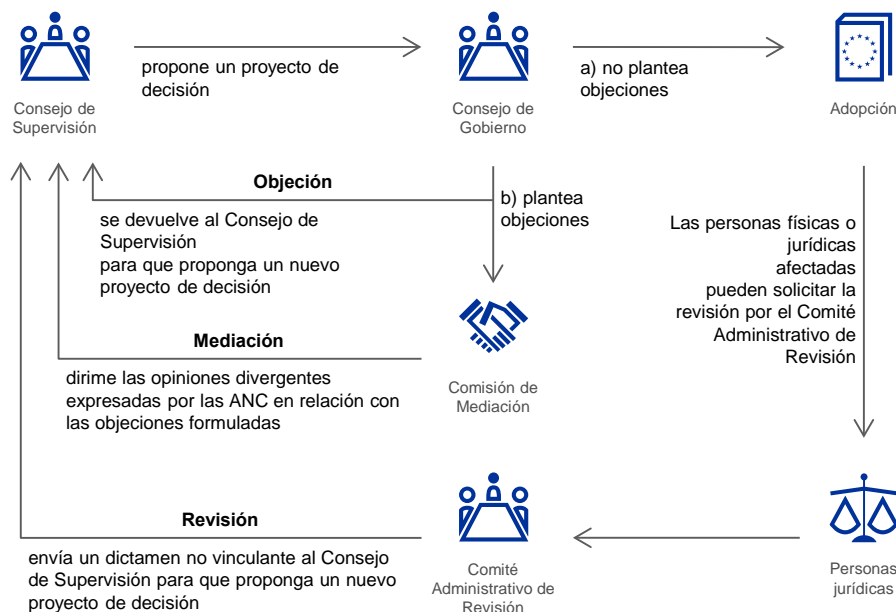 Consejo de
Supervisión
propone un proyecto de
decisión
Consejo de
Gobierno
a) no plantea
objeciones
Adopción
Objeción
se devuelve al Consejo de
Supervisión
para que proponga un nuevo
proyecto de decisión
b) plantea
objeciones
Las personas físicas o
jurídicas
afectadas
pueden solicitar la
revisión por el Comité
Administrativo de
Revisión
Mediación
dirime las opiniones divergentes
expresadas por las ANC en relación con
las objeciones formuladas
Comisión de
Mediación
Revisión
envía un dictamen no vinculante al Consejo
de Supervisión para que proponga un nuevo
proyecto de decisión
Comité
Administrativo de
Revisión
Personas
jurídicas